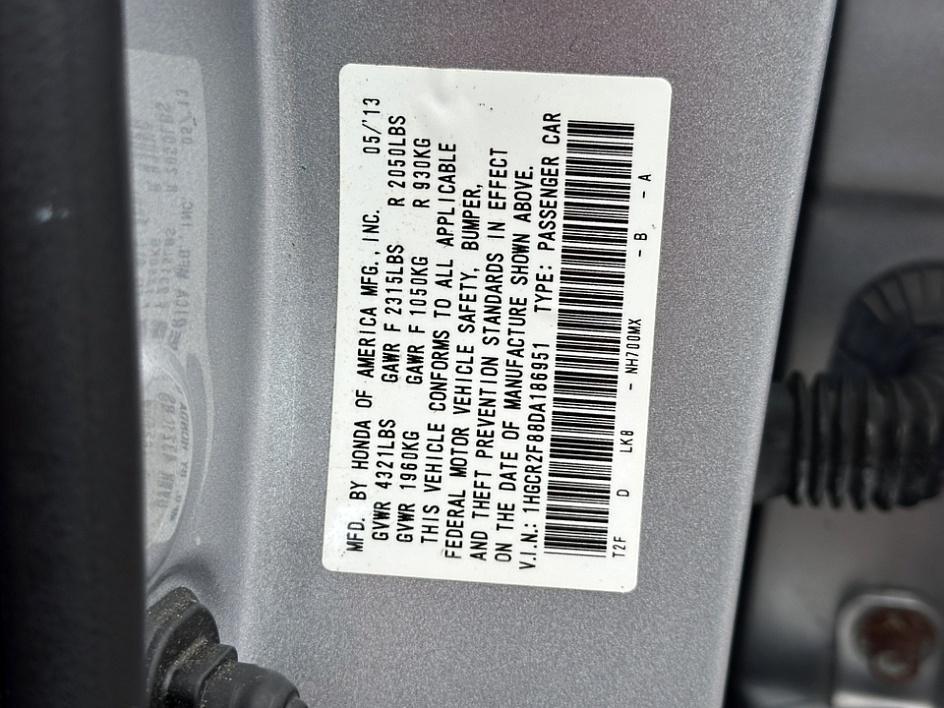 MFD. BY HONDA OF AMERICA MFG., INC. 05/'13
GVWR 4321LBS GAWR F 2315LBS R 2050LBS
GVWR 1960KG GAWR F 1050KG R 930KG
THIS VEHICLE CONFORMS TO ALL APPLICABLE
FEDERAL MOTOR VEHICLE SAFETY, BUMPER,
AND THEFT PREVENTION STANDARDS IN EFFECT
ON THE DATE OF MANUFACTURE SHOWN ABOVE.
V.I.N.: 1HGCR2F88DA186951 TYPE: PASSENGER CAR
T2F D LK8 - NH700MX - B - A